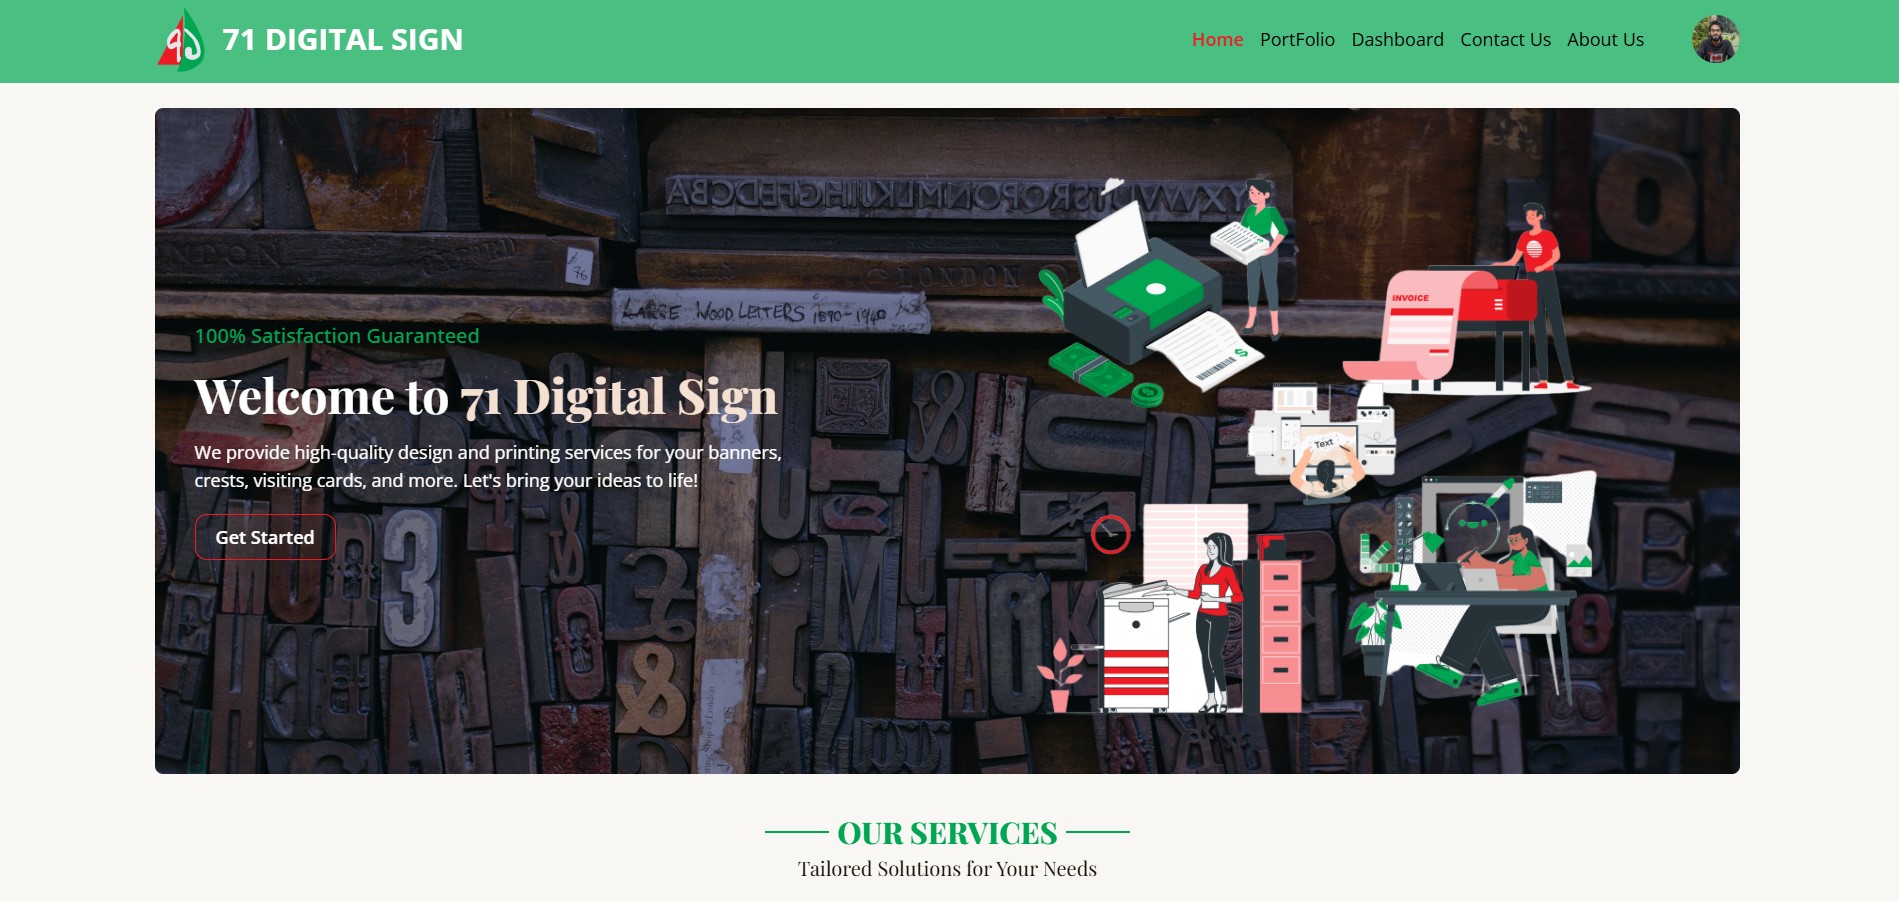 71 DIGITAL SIGN
Home PortFolio Dashboard Contact Us About Us
LARGE WOOD LETTERS 1890-1940
LONDON
£
76
INVOICE
Text
100% Satisfaction Guaranteed
Welcome to 71 Digital Sign
We provide high-quality design and printing services for your banners,
crests, visiting cards, and more. Let's bring your ideas to life!
Get Started
OUR SERVICES
Tailored Solutions for Your Needs